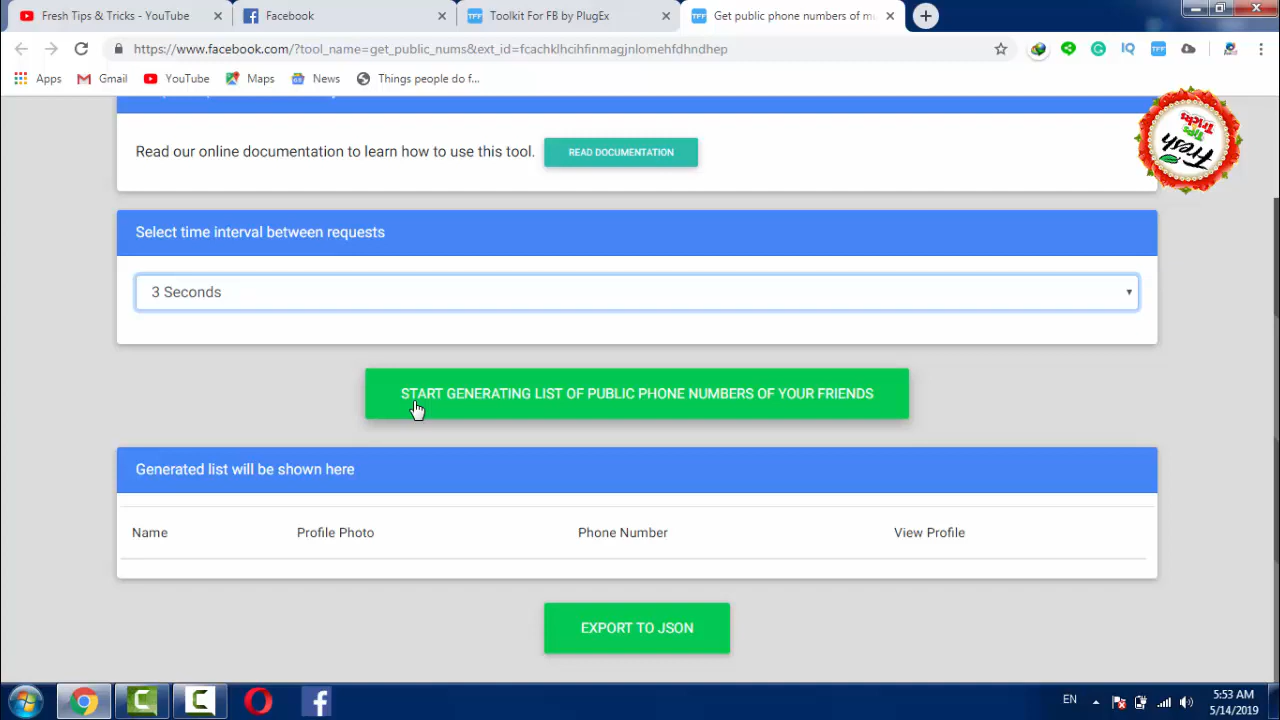 Fresh Tips & Tricks - YouTube
Facebook
Toolkit For FB by PlugEx
Get public phone numbers of m
https://www.facebook.com/?tool_name=get_public_nums&ext_id=fcachklhcihfinmagjnlomehfdhndhep
Apps
Gmail
YouTube
Maps
News
Things people do f...
Read our online documentation to learn how to use this tool.
READ DOCUMENTATION
Fresh
Tips
Tricks
Select time interval between requests
3 Seconds
START GENERATING LIST OF PUBLIC PHONE NUMBERS OF YOUR FRIENDS
Generated list will be shown here
Name
Profile Photo
Phone Number
View Profile
EXPORT TO JSON
EN
5:53 AM
5/14/2019